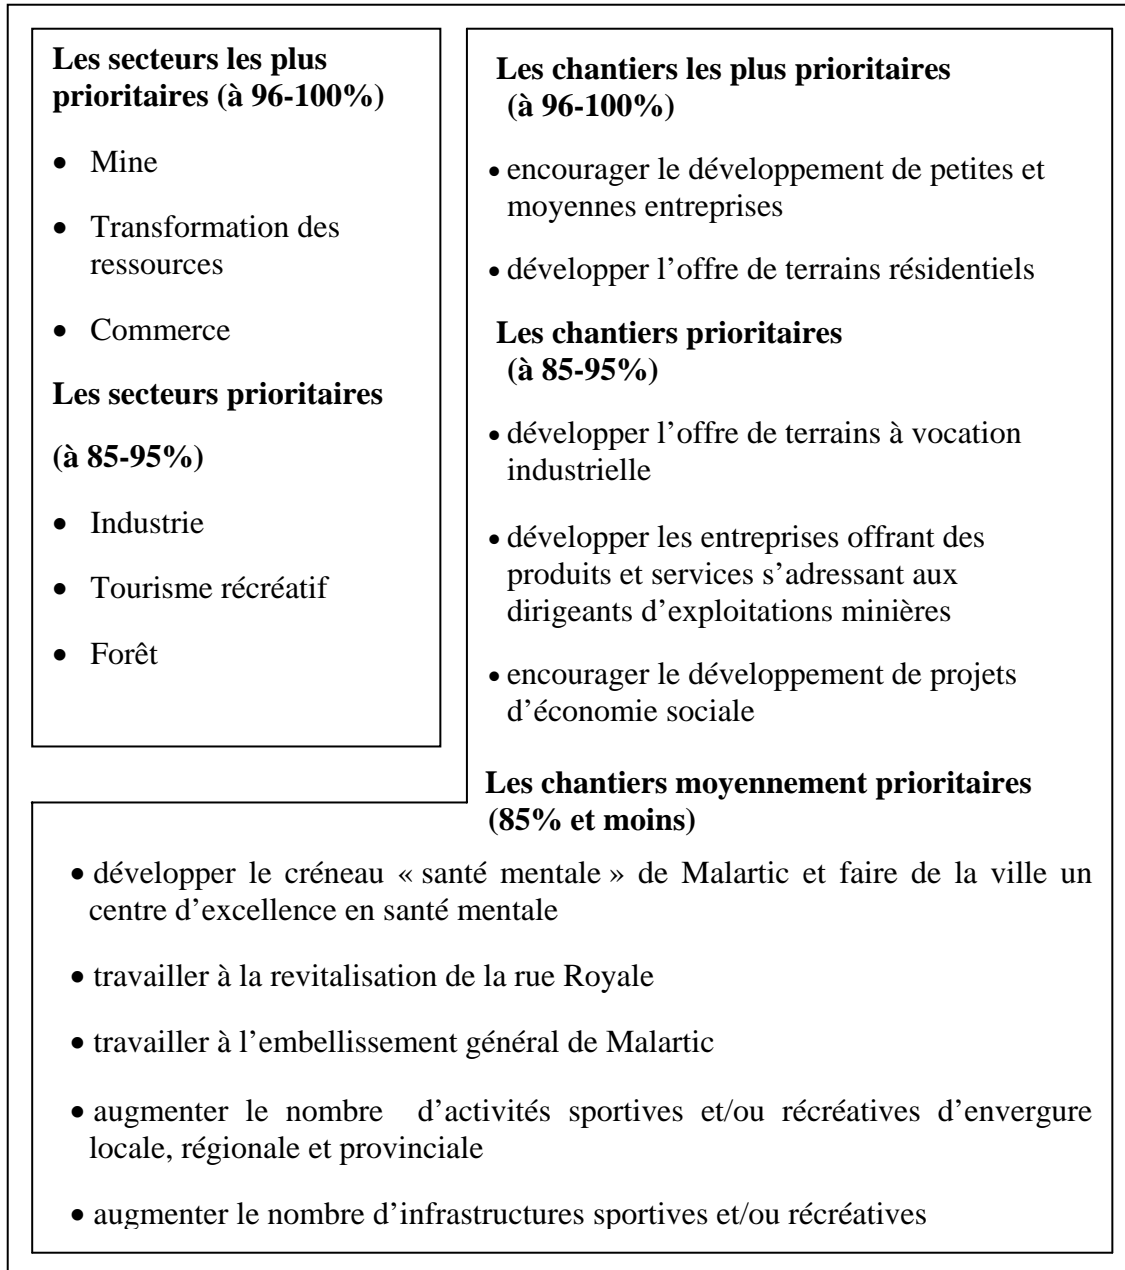 Les secteurs les plus
prioritaires (à 96-100%)
• Mine
• Transformation des
ressources
• Commerce
Les secteurs prioritaires
(à 85-95%)
• Industrie
• Tourisme récréatif
• Forêt
Les chantiers les plus prioritaires
(à 96-100%)
• encourager le développement de petites et
moyennes entreprises
• développer l’offre de terrains résidentiels
Les chantiers prioritaires
(à 85-95%)
• développer l’offre de terrains à vocation
industrielle
• développer les entreprises offrant des
produits et services s’adressant aux
dirigeants d’exploitations minières
• encourager le développement de projets
d’économie sociale
Les chantiers moyennement prioritaires
(85% et moins)
• développer le créneau « santé mentale » de Malartic et faire de la ville un
centre d’excellence en santé mentale
• travailler à la revitalisation de la rue Royale
• travailler à l’embellissement général de Malartic
• augmenter le nombre d’activités sportives et/ou récréatives d’envergure
locale, régionale et provinciale
• augmenter le nombre d’infrastructures sportives et/ou récréatives